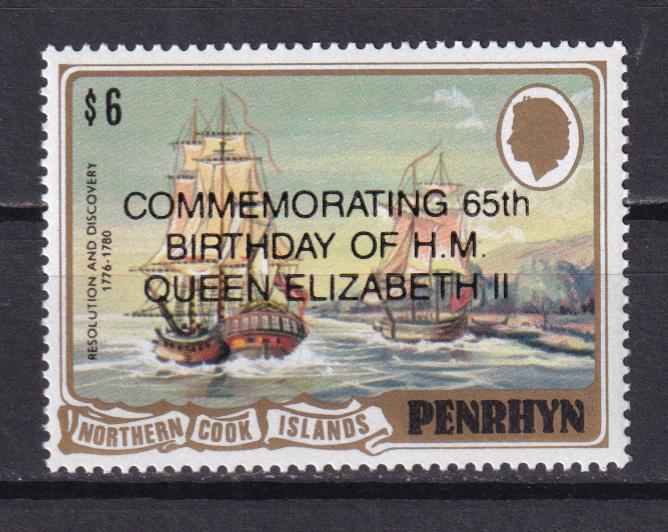 $6
RESOLUTION AND DISCOVERY
1776-1780
COMMEMORATING 65th
BIRTHDAY OF H.M.
QUEEN ELIZABETH II
NORTHERN COOK ISLANDS
PENRHYN